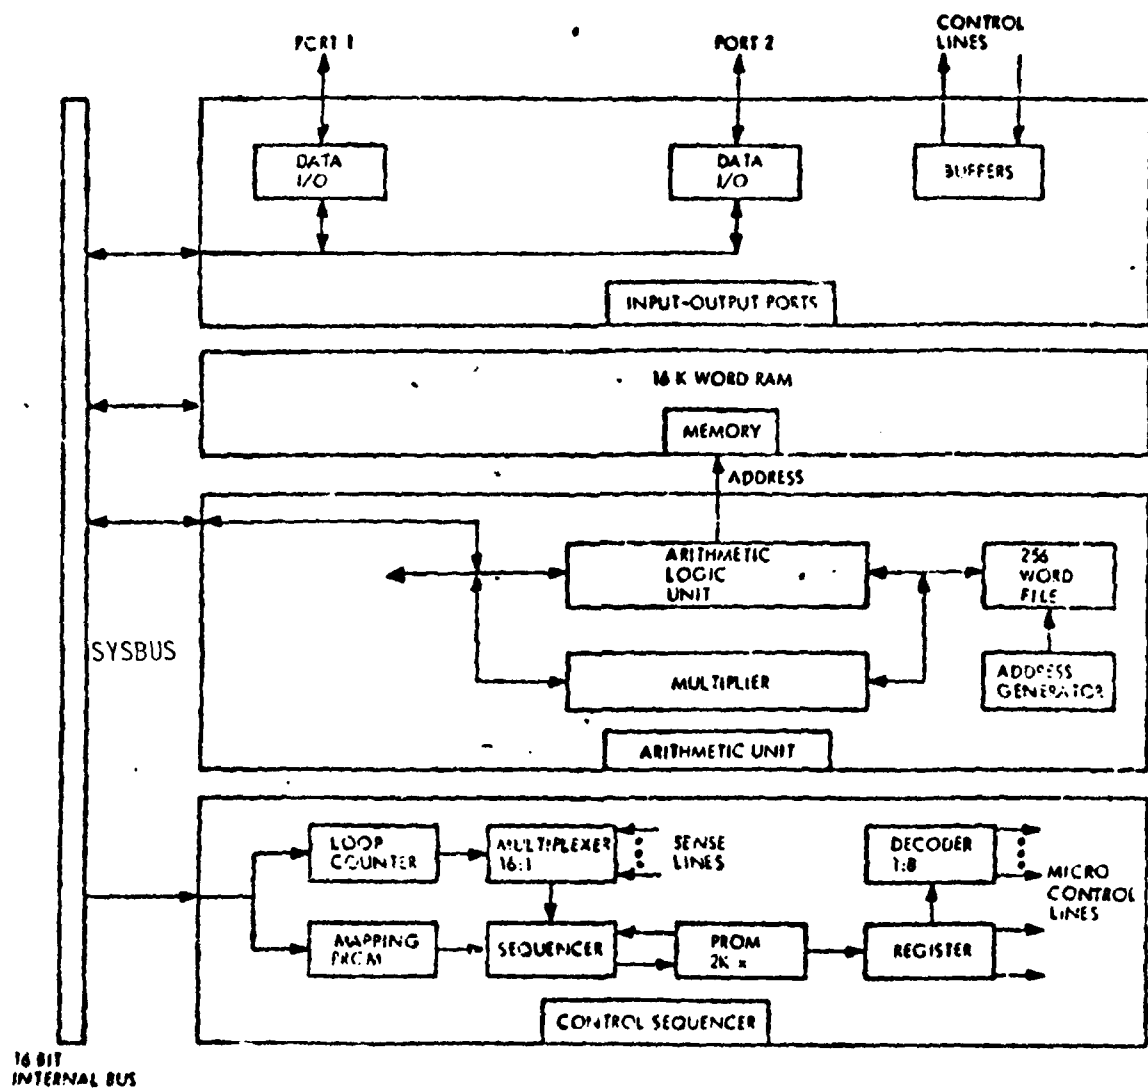 PORT 1
PORT 2
CONTROL
LINES
DATA
I/O
DATA
I/O
BUFFERS
INPUT-OUTPUT PORTS
16 K WORD RAM
MEMORY
ADDRESS
ARITHMETIC
LOGIC
UNIT
256
WORD
FILE
SYSBUS
MULTIPLIER
ADDRESS
GENERATOR
ARITHMETIC UNIT
LOOP
COUNTER
MULTIPLEXER
16:1
SENSE
LINES
DECODER
1:8
MICRO
CONTROL
LINES
MAPPING
PROM
SEQUENCER
PROM
2K x
REGISTER
CONTROL SEQUENCER
16 BIT
INTERNAL BUS